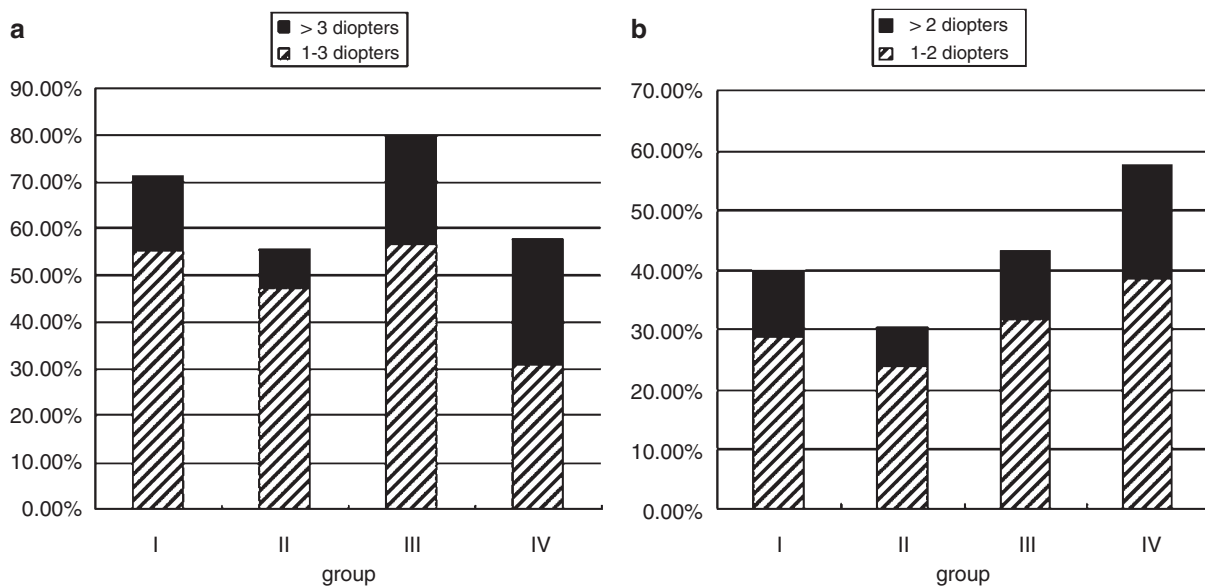 a
> 3 diopters
1-3 diopters
90.00%
80.00%
70.00%
60.00%
50.00%
40.00%
30.00%
20.00%
10.00%
0.00%
I II III IV
group
b
> 2 diopters
1-2 diopters
70.00%
60.00%
50.00%
40.00%
30.00%
20.00%
10.00%
0.00%
I II III IV
group